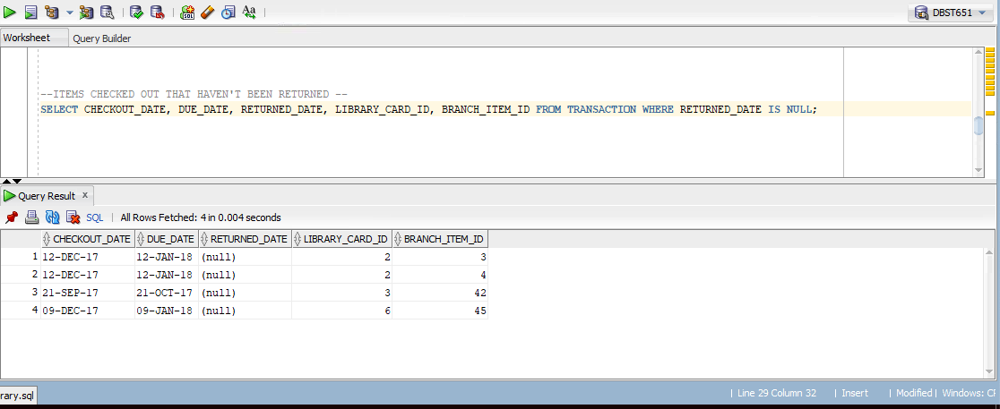 DBST651
Worksheet Query Builder
--ITEMS CHECKED OUT THAT HAVEN'T BEEN RETURNED --
SELECT CHECKOUT_DATE, DUE_DATE, RETURNED_DATE, LIBRARY_CARD_ID, BRANCH_ITEM_ID FROM TRANSACTION WHERE RETURNED_DATE IS NULL;
Query Result x
SQL | All Rows Fetched: 4 in 0.004 seconds
CHECKOUT_DATE DUE_DATE RETURNED_DATE LIBRARY_CARD_ID BRANCH_ITEM_ID
1 12-DEC-17 12-JAN-18 (null) 2 3
2 12-DEC-17 12-JAN-18 (null) 2 4
3 21-SEP-17 21-OCT-17 (null) 3 42
4 09-DEC-17 09-JAN-18 (null) 6 45
rary.sql | Line 29 Column 32 | Insert | Modified | Windows: CF